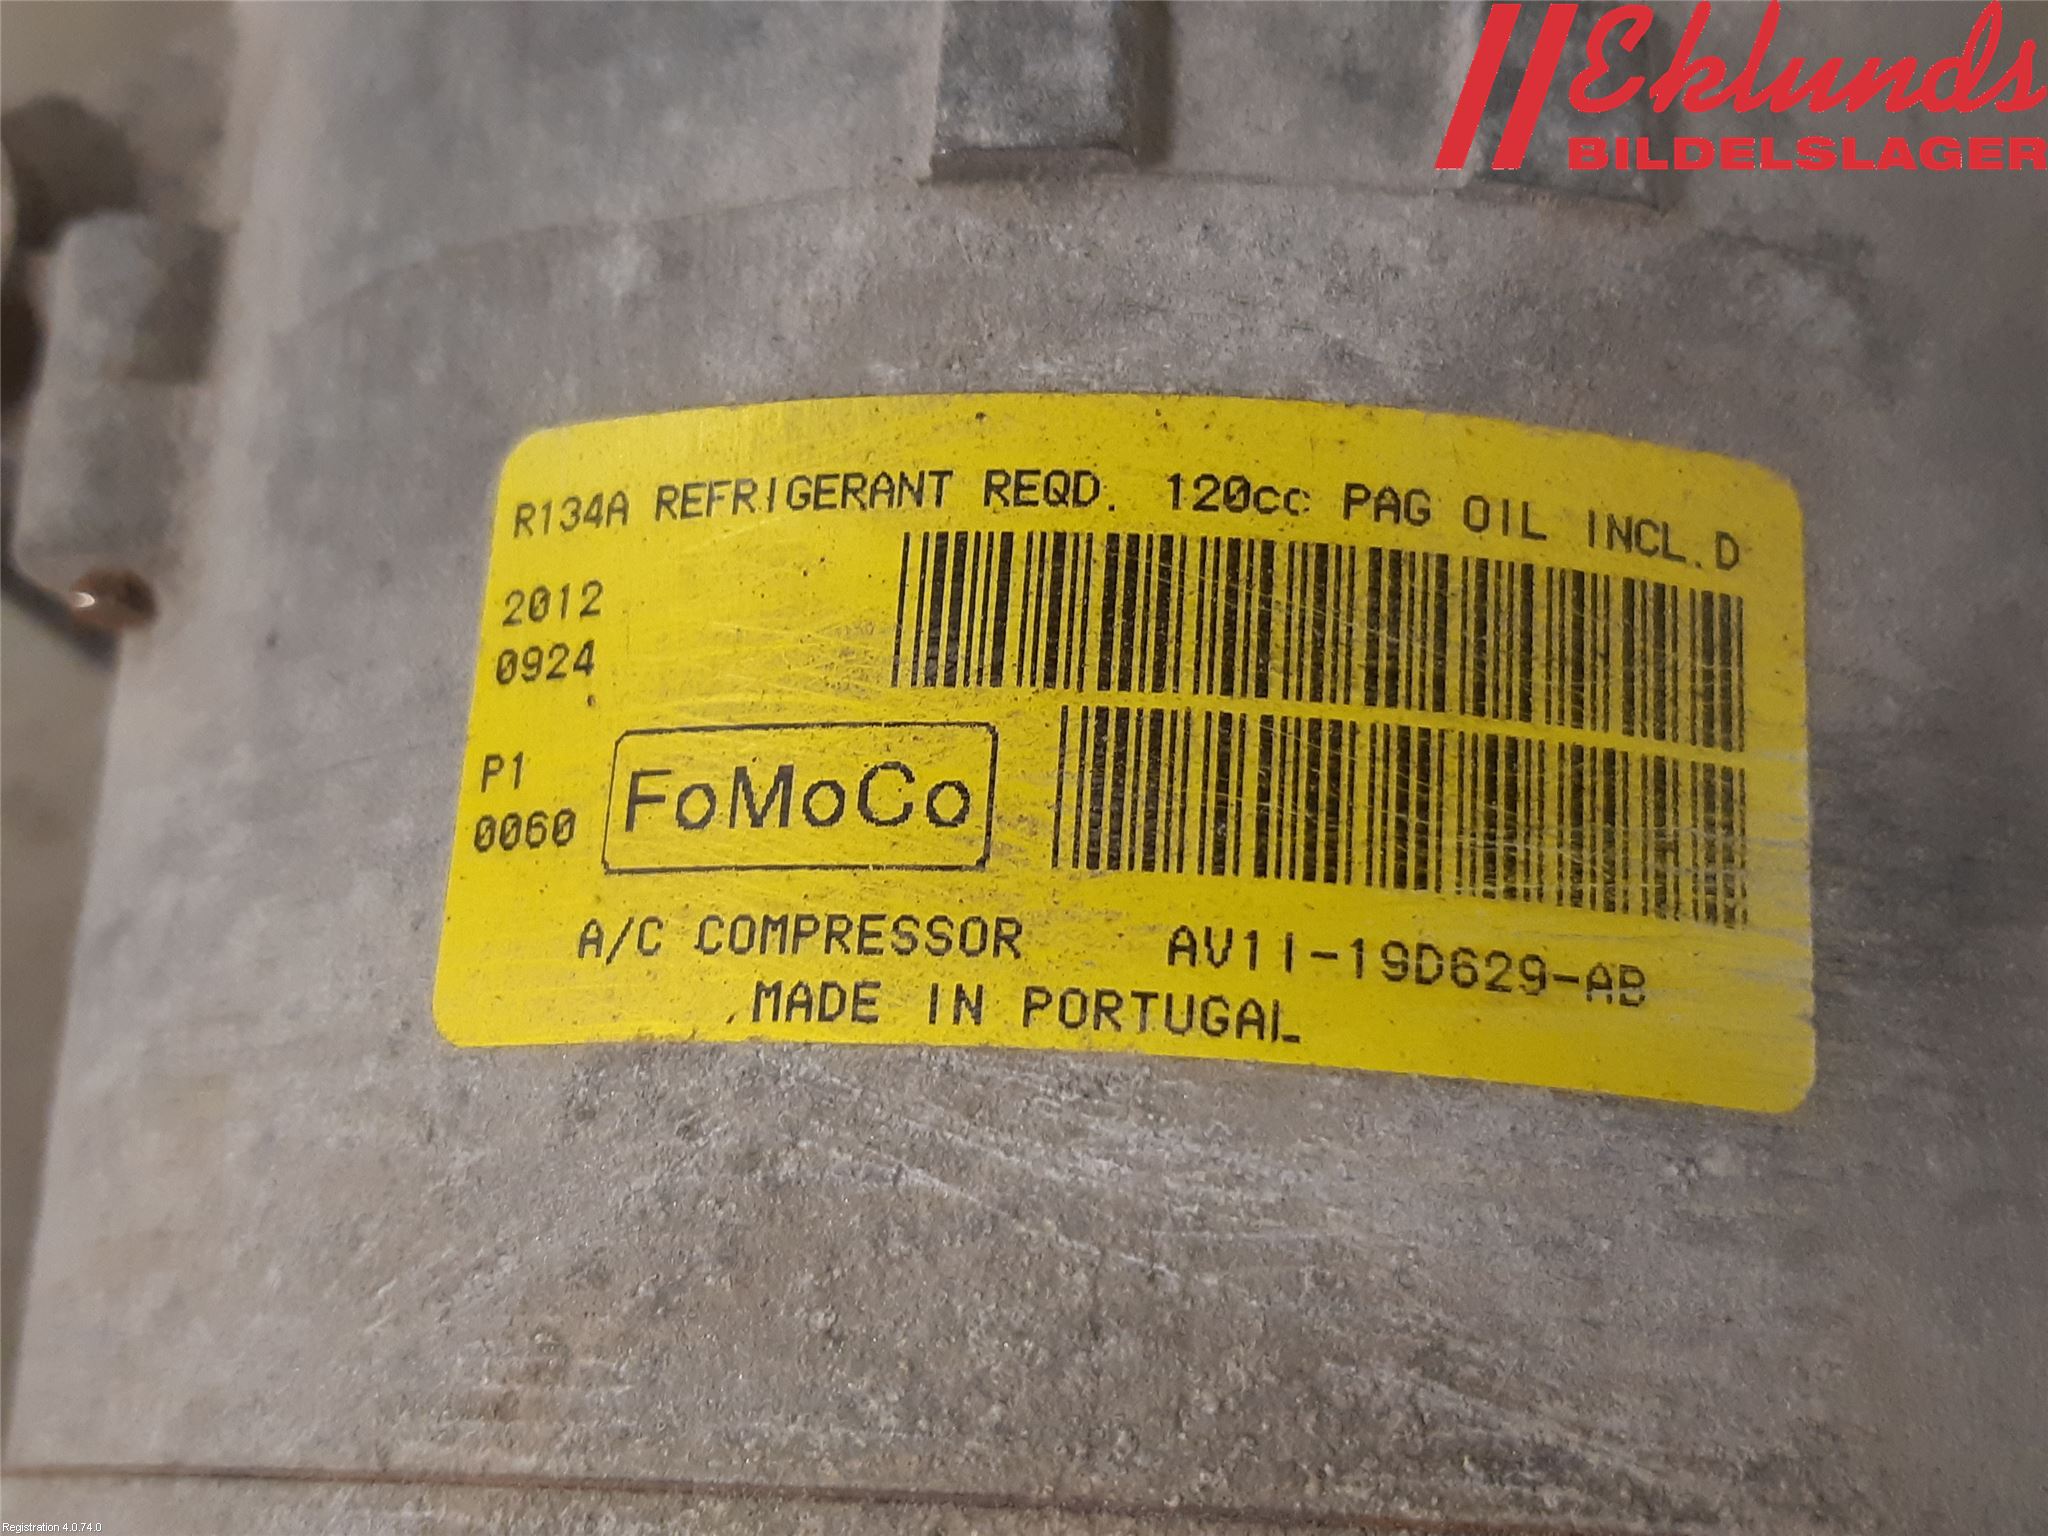 Eklunds
BILDELSLAGER
R134A REFRIGERANT REQD. 120cc PAG OIL INCL.D
2012
0924
P1
0060
FoMoCo
A/C COMPRESSOR AV11-19D629-AB
MADE IN PORTUGAL
Registration 4.0.74.0